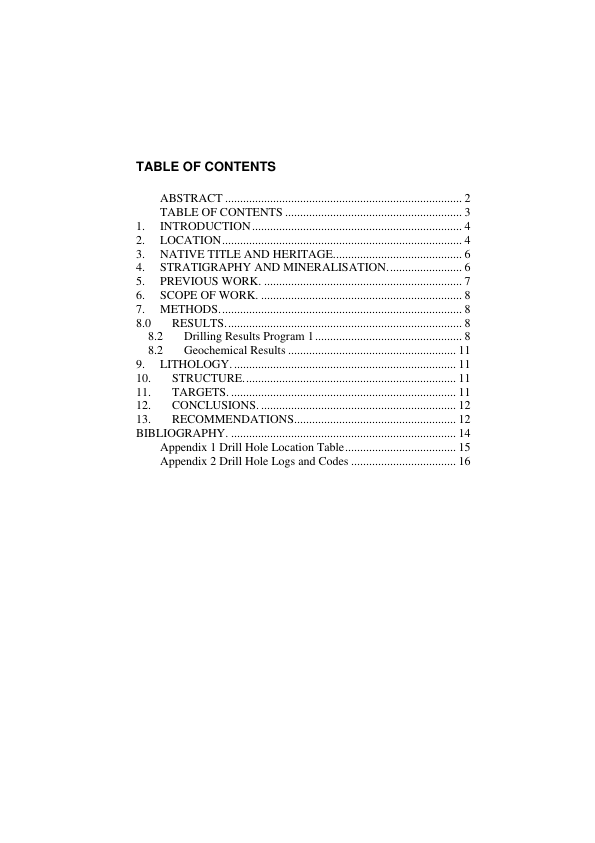 TABLE OF CONTENTS
ABSTRACT ............................................................................... 2
TABLE OF CONTENTS ........................................................... 3
1. INTRODUCTION ...................................................................... 4
2. LOCATION ................................................................................ 4
3. NATIVE TITLE AND HERITAGE........................................... 6
4. STRATIGRAPHY AND MINERALISATION. ........................ 6
5. PREVIOUS WORK. .................................................................. 7
6. SCOPE OF WORK. ................................................................... 8
7. METHODS. ................................................................................ 8
8.0 RESULTS. ............................................................................... 8
8.2 Drilling Results Program 1 ................................................. 8
8.2 Geochemical Results ........................................................ 11
9. LITHOLOGY. .......................................................................... 11
10. STRUCTURE. ...................................................................... 11
11. TARGETS. ........................................................................... 11
12. CONCLUSIONS. ................................................................. 12
13. RECOMMENDATIONS...................................................... 12
BIBLIOGRAPHY. ........................................................................... 14
Appendix 1 Drill Hole Location Table..................................... 15
Appendix 2 Drill Hole Logs and Codes ................................... 16